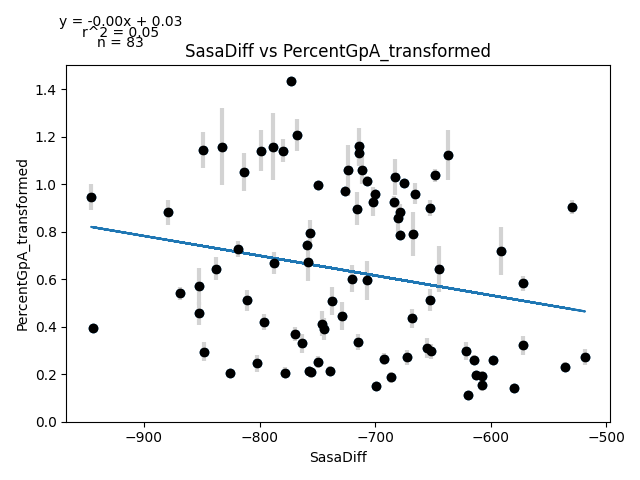 y = -0.00x + 0.03
r^2 = 0.05
n = 83
SasaDiff vs PercentGpA_transformed
1.4
1.2
1.0
0.8
0.6
0.4
0.2
0.0
PercentGpA_transformed
−900
−800
−700
−600
−500
SasaDiff